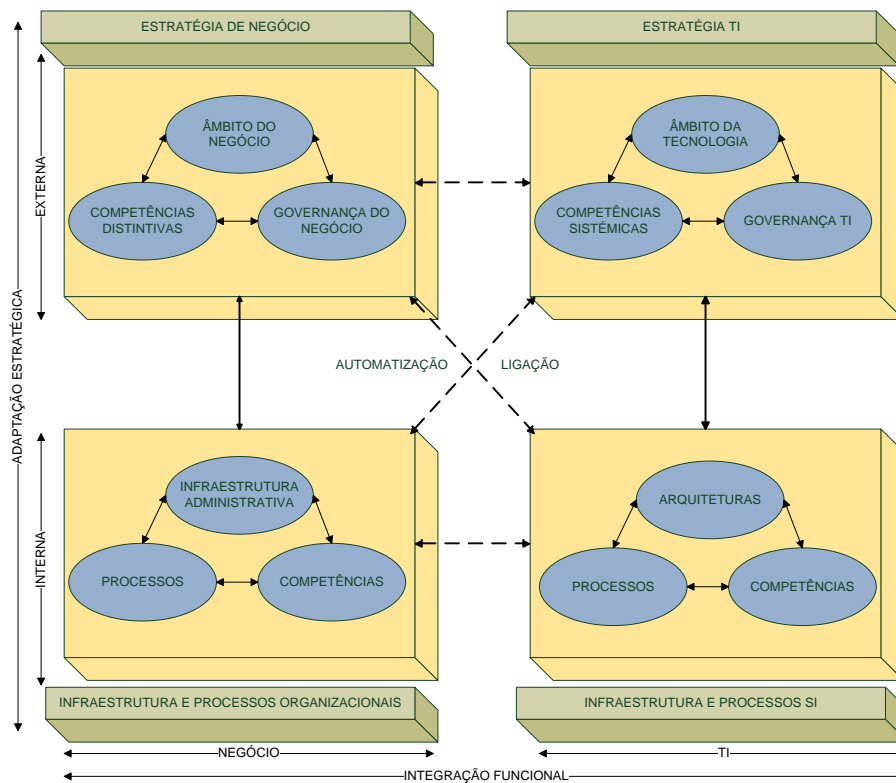 ESTRATÉGIA DE NEGÓCIO
ESTRATÉGIA TI
ADAPTAÇÃO ESTRATÉGICA
EXTERNA
ÂMBITO DO
NEGÓCIO
COMPETÊNCIAS
DISTINTIVAS
GOVERNANÇA DO
NEGÓCIO
ÂMBITO DA
TECNOLOGIA
COMPETÊNCIAS
SISTÉMICAS
GOVERNANÇA TI
AUTOMATIZAÇÃO
LIGAÇÃO
INTERNA
INFRAESTRUTURA
ADMINISTRATIVA
PROCESSOS
COMPETÊNCIAS
ARQUITETURAS
PROCESSOS
COMPETÊNCIAS
INFRAESTRUTURA E PROCESSOS ORGANIZACIONAIS
INFRAESTRUTURA E PROCESSOS SI
NEGÓCIO
TI
INTEGRAÇÃO FUNCIONAL